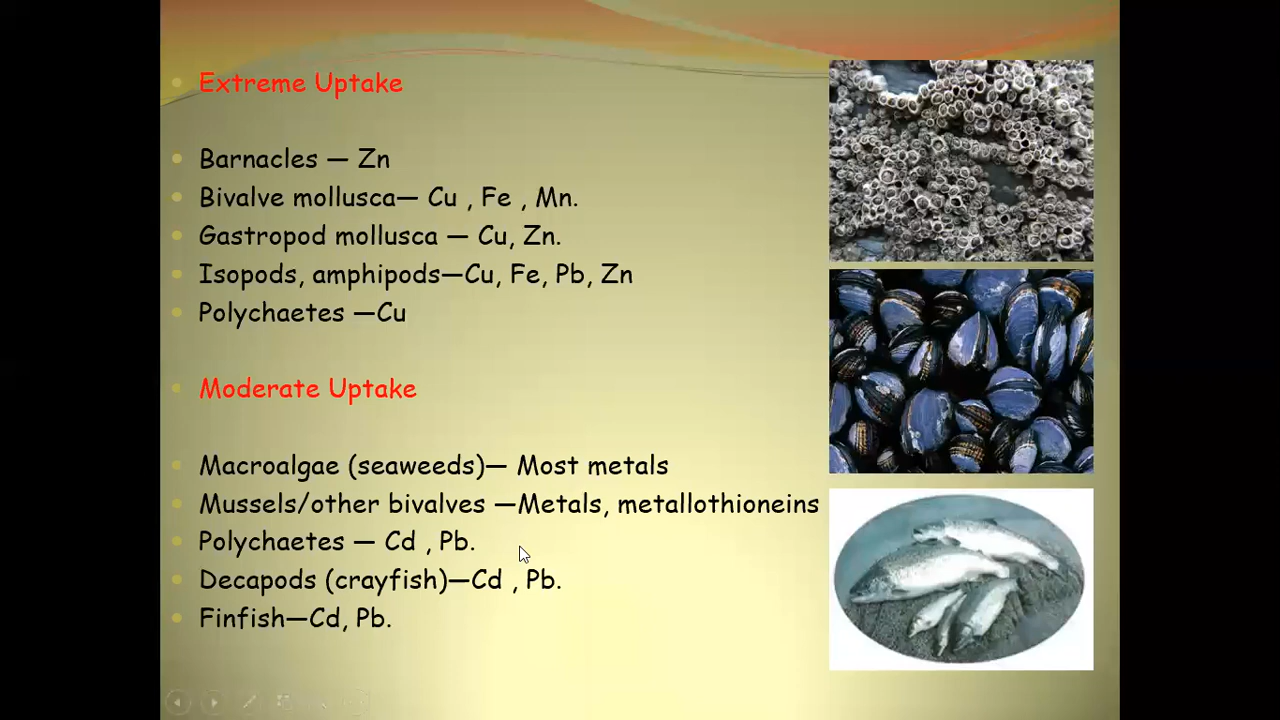 Extreme Uptake
Barnacles — Zn
Bivalve mollusca— Cu , Fe , Mn.
Gastropod mollusca — Cu, Zn.
Isopods, amphipods—Cu, Fe, Pb, Zn
Polychaetes —Cu
Moderate Uptake
Macroalgae (seaweeds)— Most metals
Mussels/other bivalves —Metals, metallothioneins
Polychaetes — Cd , Pb.
Decapods (crayfish)—Cd , Pb.
Finfish—Cd, Pb.